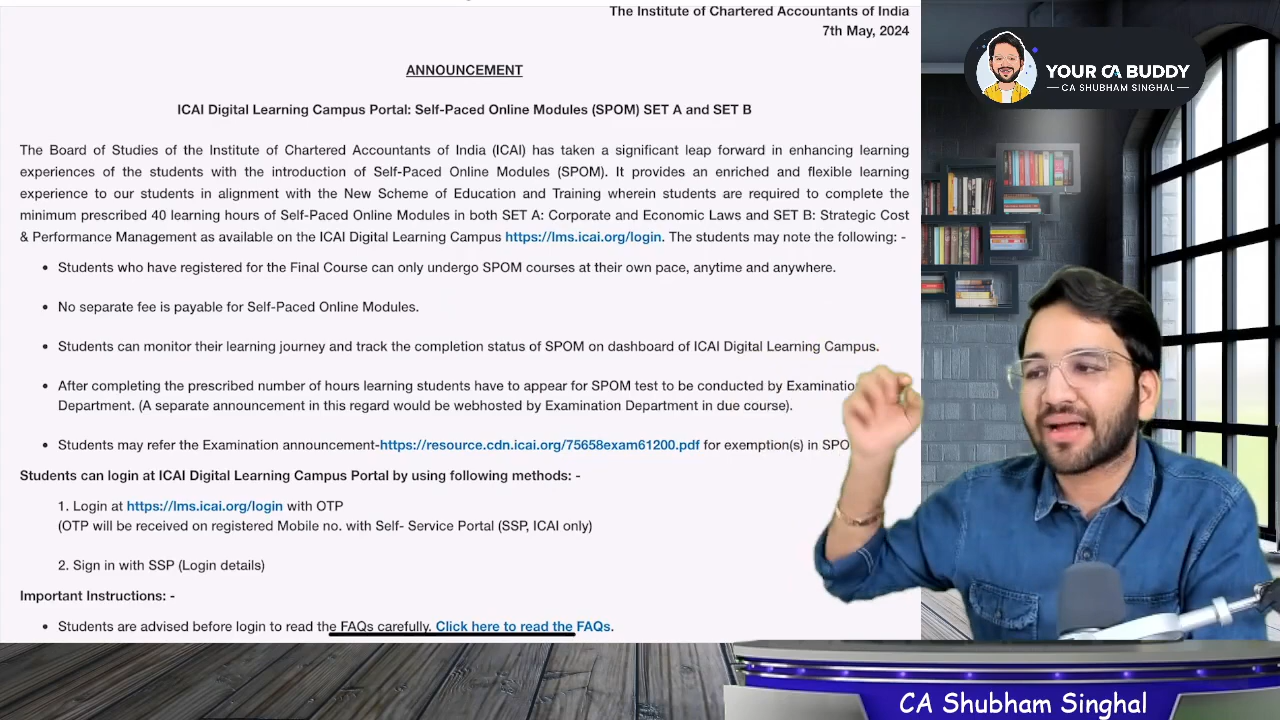 The Institute of Chartered Accountants of India
7th May, 2024
ANNOUNCEMENT
ICAI Digital Learning Campus Portal: Self-Paced Online Modules (SPOM) SET A and SET B
The Board of Studies of the Institute of Chartered Accountants of India (ICAI) has taken a significant leap forward in enhancing learning
experiences of the students with the introduction of Self-Paced Online Modules (SPOM). It provides an enriched and flexible learning
experience to our students in alignment with the New Scheme of Education and Training wherein students are required to complete the
minimum prescribed 40 learning hours of Self-Paced Online Modules in both SET A: Corporate and Economic Laws and SET B: Strategic Cost
& Performance Management as available on the ICAI Digital Learning Campus https://lms.icai.org/login. The students may note the following: -
• Students who have registered for the Final Course can only undergo SPOM courses at their own pace, anytime and anywhere.
• No separate fee is payable for Self-Paced Online Modules.
• Students can monitor their learning journey and track the completion status of SPOM on dashboard of ICAI Digital Learning Campus.
• After completing the prescribed number of hours learning students have to appear for SPOM test to be conducted by Examinatio
Department. (A separate announcement in this regard would be webhosted by Examination Department in due course).
• Students may refer the Examination announcement-https://resource.cdn.icai.org/75658exam61200.pdf for exemption(s) in SPO
Students can login at ICAI Digital Learning Campus Portal by using following methods: -
1. Login at https://lms.icai.org/login with OTP
(OTP will be received on registered Mobile no. with Self- Service Portal (SSP, ICAI only)
2. Sign in with SSP (Login details)
Important Instructions: -
• Students are advised before login to read the FAQs carefully. Click here to read the FAQs.
YOUR CA BUDDY
CA SHUBHAM SINGHAL
CA Shubham Singhal